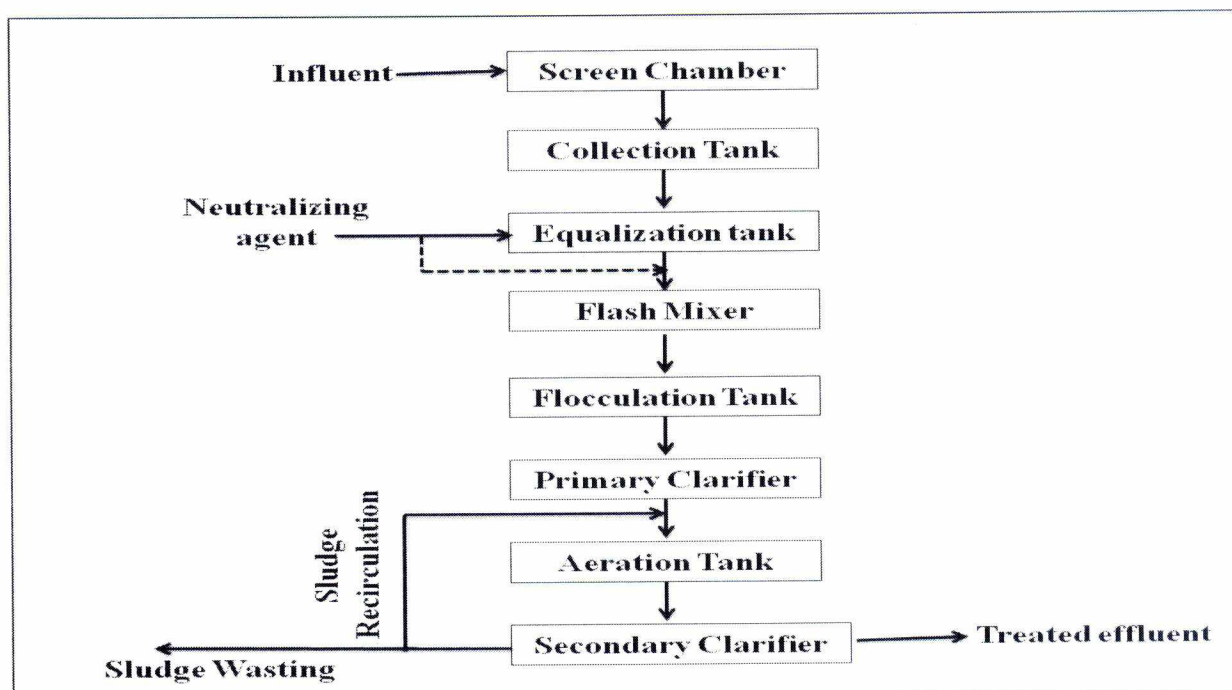 Influent
Screen Chamber
Collection Tank
Neutralizing
agent
Equalization tank
Flash Mixer
Flocculation Tank
Primary Clarifier
Sludge
Recirculation
Aeration Tank
Secondary Clarifier
Treated effluent
Sludge Wasting